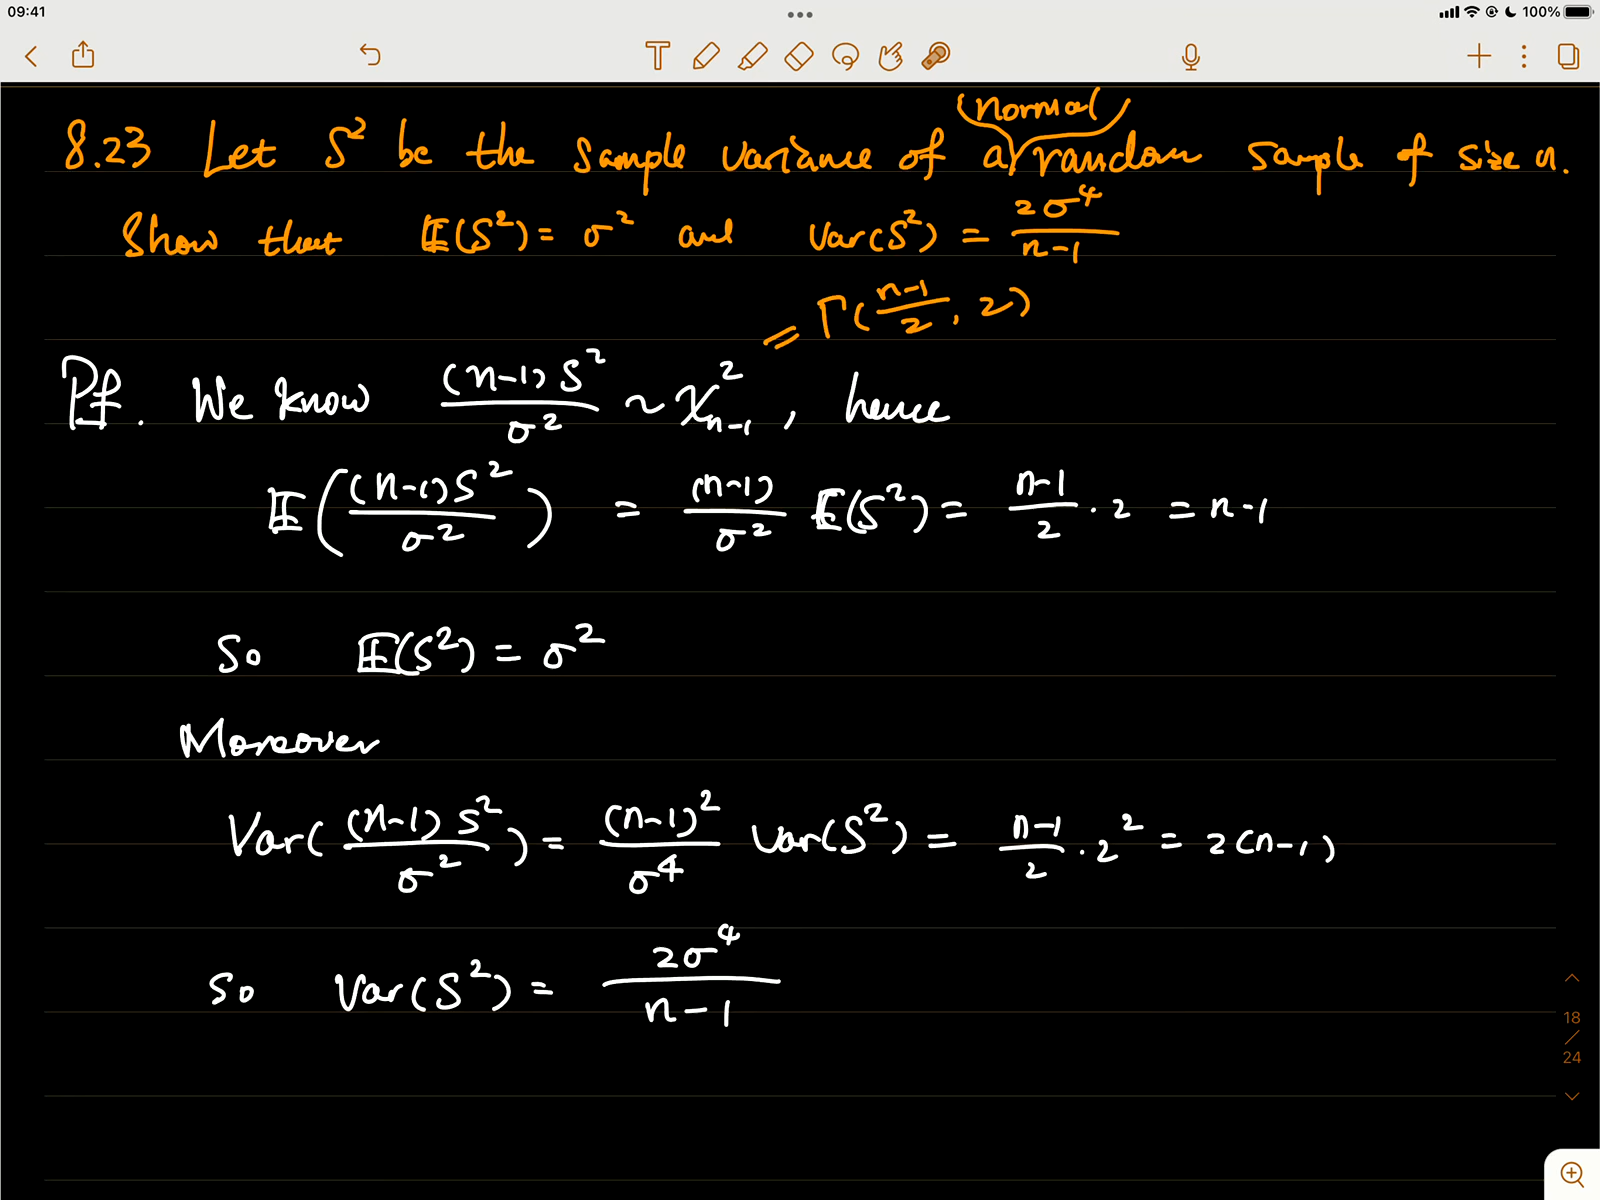 09:41
100%
8.23 Let S² be the sample variance of a (normal) random sample of size n.
Show that 𝔼(S²) = σ² and Var(S²) = 2σ⁴/(n-1)
= Γ((n-1)/2, 2)
Pf. We know (n-1)S²/σ² ~ χ²ₙ₋₁, hence
𝔼((n-1)S²/σ²) = (n-1)/σ² 𝔼(S²) = (n-1)/2 · 2 = n-1
So 𝔼(S²) = σ²
Moreover
Var((n-1)S²/σ²) = (n-1)²/σ⁴ Var(S²) = (n-1)/2 · 2² = 2(n-1)
So Var(S²) = 2σ⁴/(n-1)
18
/
24